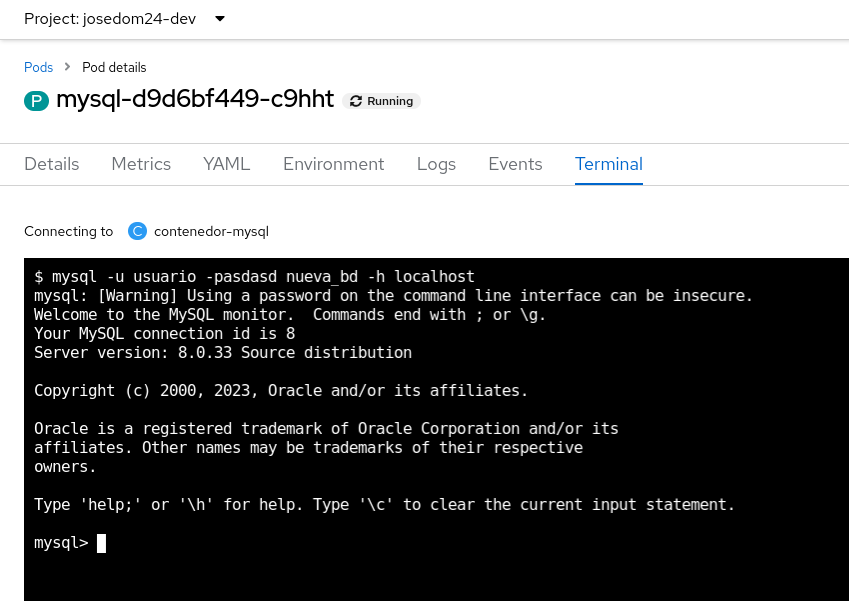 Project: josedom24-dev
Pods > Pod details
P mysql-d9d6bf449-c9hht Running
Details Metrics YAML Environment Logs Events Terminal
Connecting to C contenedor-mysql
$ mysql -u usuario -pasdasd nueva_bd -h localhost
mysql: [Warning] Using a password on the command line interface can be insecure.
Welcome to the MySQL monitor.  Commands end with ; or \g.
Your MySQL connection id is 8
Server version: 8.0.33 Source distribution
Copyright (c) 2000, 2023, Oracle and/or its affiliates.
Oracle is a registered trademark of Oracle Corporation and/or its
affiliates. Other names may be trademarks of their respective
owners.
Type 'help;' or '\h' for help. Type '\c' to clear the current input statement.
mysql>